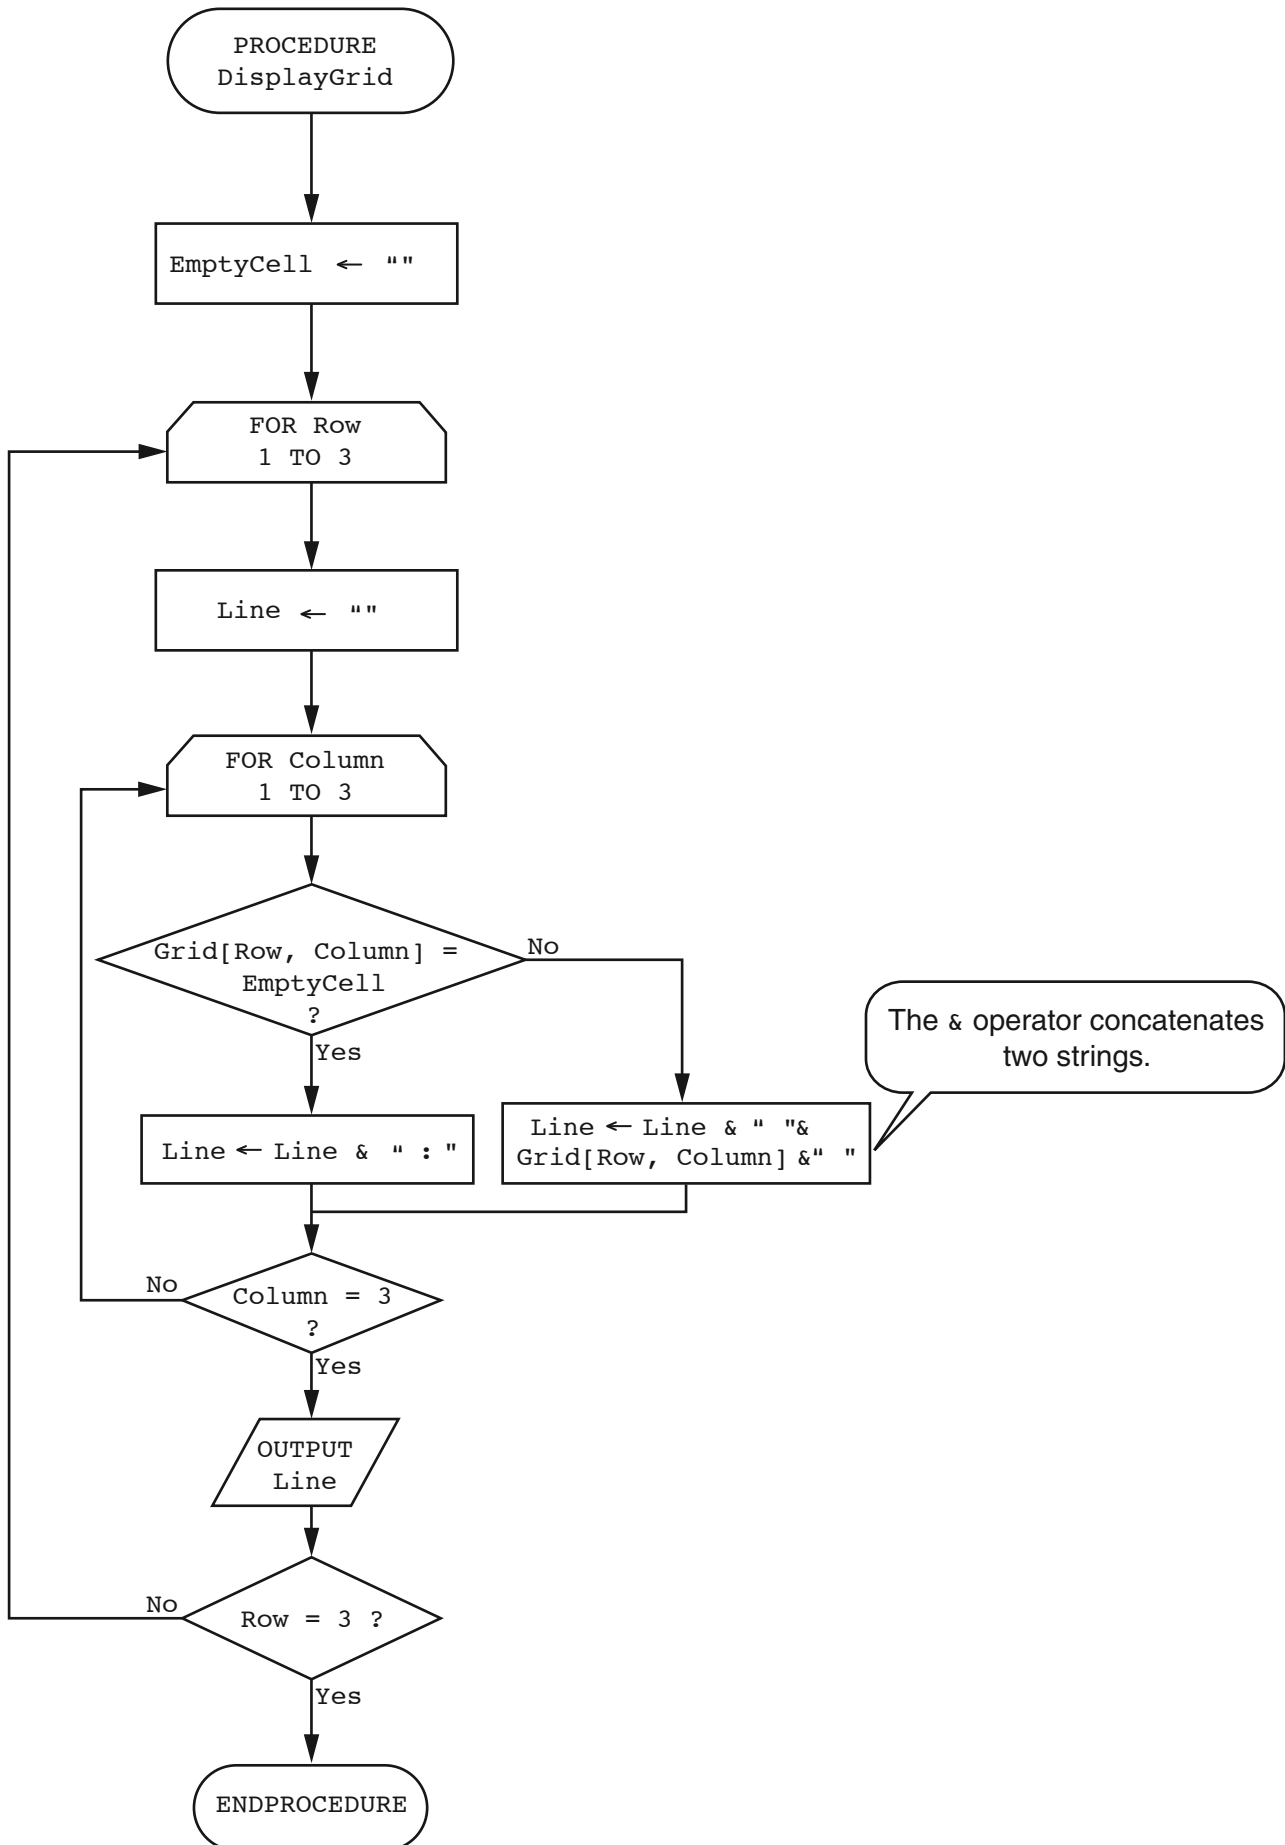 PROCEDURE
DisplayGrid
EmptyCell ← “"
FOR Row
1 TO 3
Line ← “"
FOR Column
1 TO 3
Grid[Row, Column] =
EmptyCell
?
No
Yes
The & operator concatenates
two strings.
Line ← Line & “ : "
Line ← Line & “ "&
Grid[Row, Column] &“ "
No
Column = 3
?
Yes
OUTPUT
Line
No
Row = 3 ?
Yes
ENDPROCEDURE